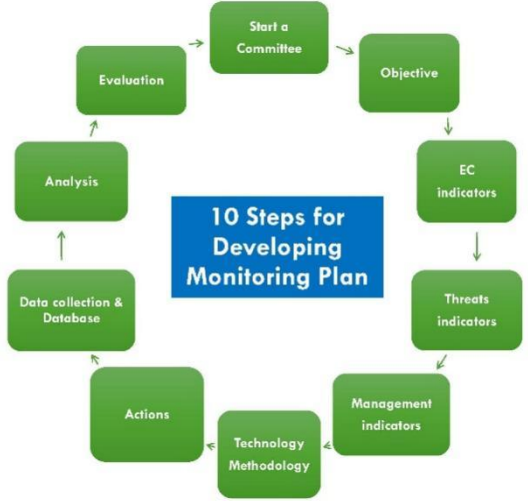 Start a
Committee
Objective
EC
indicators
Threats
indicators
Management
indicators
Technology
Methodology
Actions
Data collection &
Database
Analysis
Evaluation
10 Steps for
Developing
Monitoring Plan